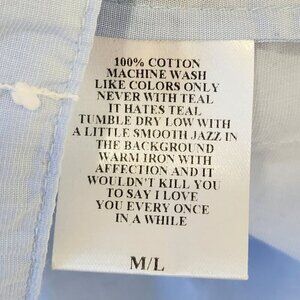 100% COTTON
MACHINE WASH
LIKE COLORS ONLY
NEVER WITH TEAL
IT HATES TEAL
TUMBLE DRY LOW WITH
A LITTLE SMOOTH JAZZ IN
THE BACKGROUND
WARM IRON WITH
AFFECTION AND IT
WOULDN'T KILL YOU
TO SAY I LOVE
YOU EVERY ONCE
IN A WHILE
M/L